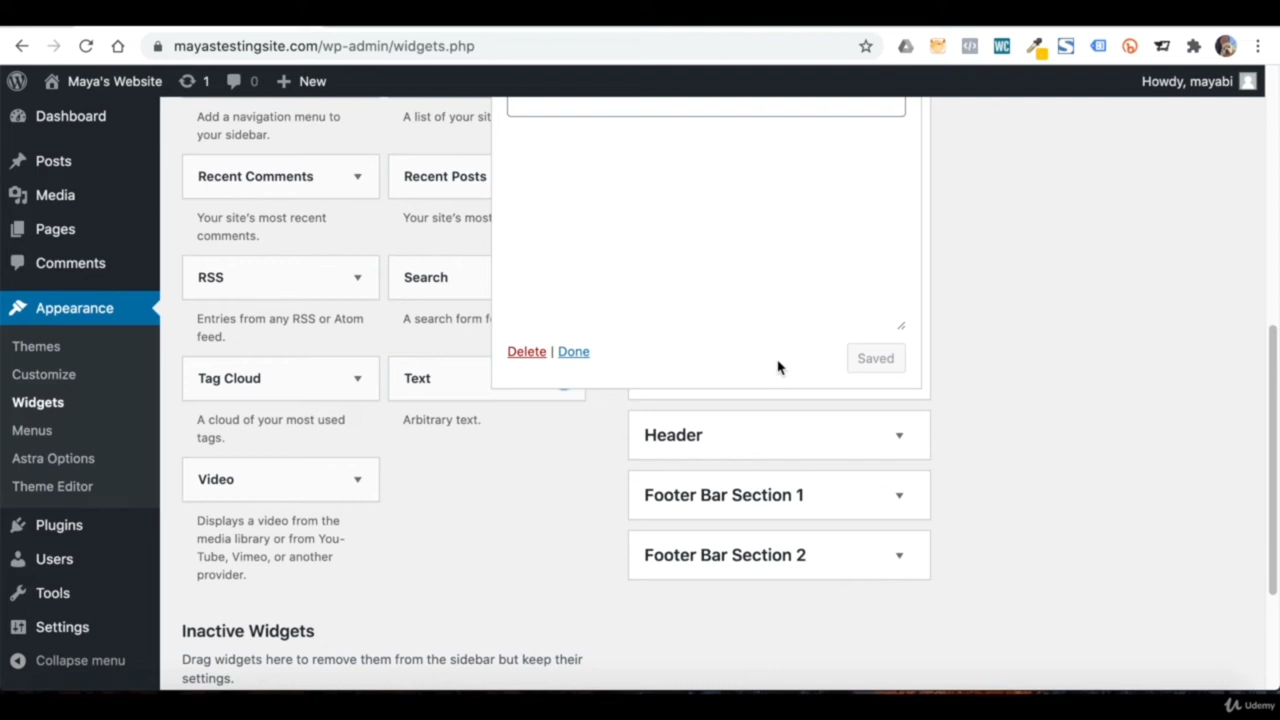 mayastestingsite.com/wp-admin/widgets.php
WC
Maya's Website
1
0
New
Howdy, mayabi
Dashboard
Posts
Media
Pages
Comments
Appearance
Themes
Customize
Widgets
Menus
Astra Options
Theme Editor
Plugins
Users
Tools
Settings
Collapse menu
Add a navigation menu to
your sidebar.
A list of your sit
Recent Comments
Recent Posts
Your site's most recent
comments.
Your site's most
RSS
Search
Entries from any RSS or Atom
feed.
A search form f
Tag Cloud
Text
A cloud of your most used
tags.
Arbitrary text.
Video
Displays a video from the
media library or from You-
Tube, Vimeo, or another
provider.
Delete | Done
Saved
Header
Footer Bar Section 1
Footer Bar Section 2
Inactive Widgets
Drag widgets here to remove them from the sidebar but keep their
settings.
Udemy